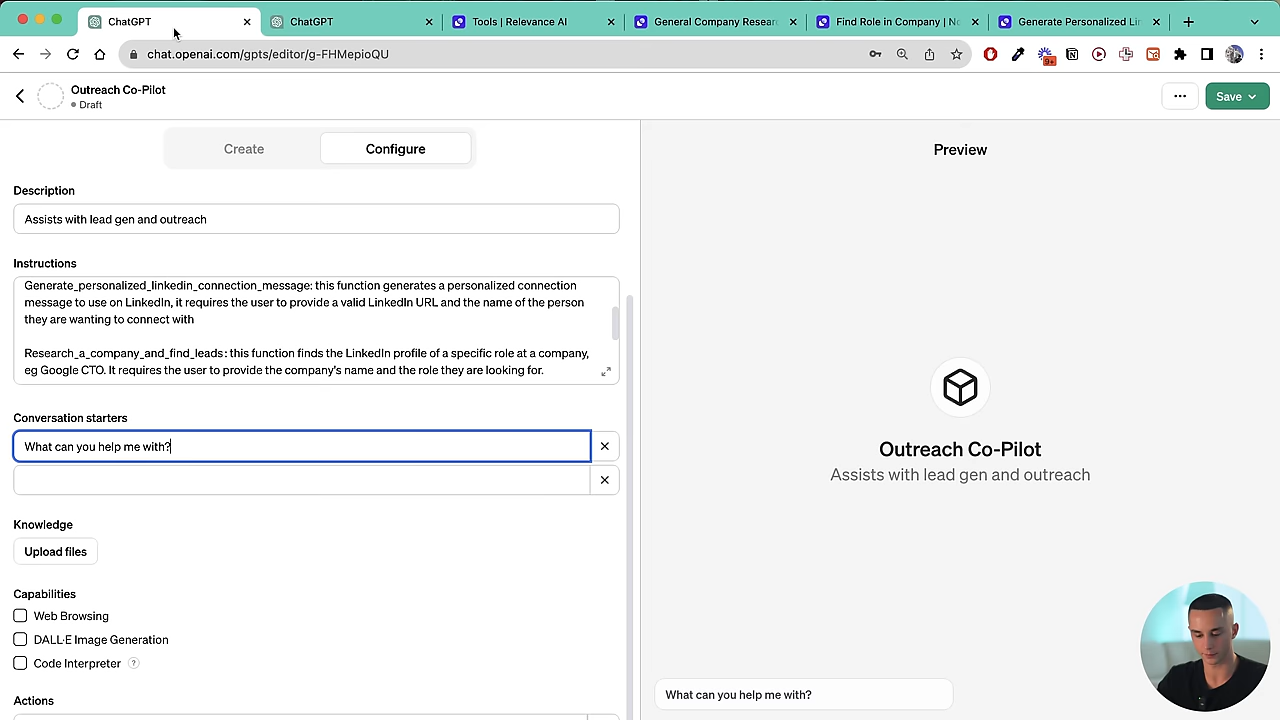 ChatGPT
ChatGPT
Tools | Relevance AI
General Company Resear
Find Role in Company | No
Generate Personalized Lin
chat.openai.com/gpts/editor/g-FHMepioQU
9+
Outreach Co-Pilot
Draft
Save
Create
Configure
Preview
Description
Assists with lead gen and outreach
Instructions
Generate_personalized_linkedin_connection_message: this function generates a personalized connection
message to use on LinkedIn, it requires the user to provide a valid LinkedIn URL and the name of the person
they are wanting to connect with
Research_a_company_and_find_leads: this function finds the LinkedIn profile of a specific role at a company,
eg Google CTO. It requires the user to provide the company's name and the role they are looking for.
Conversation starters
What can you help me with?
Knowledge
Upload files
Capabilities
Web Browsing
DALL·E Image Generation
Code Interpreter ?
Actions
Outreach Co-Pilot
Assists with lead gen and outreach
What can you help me with?